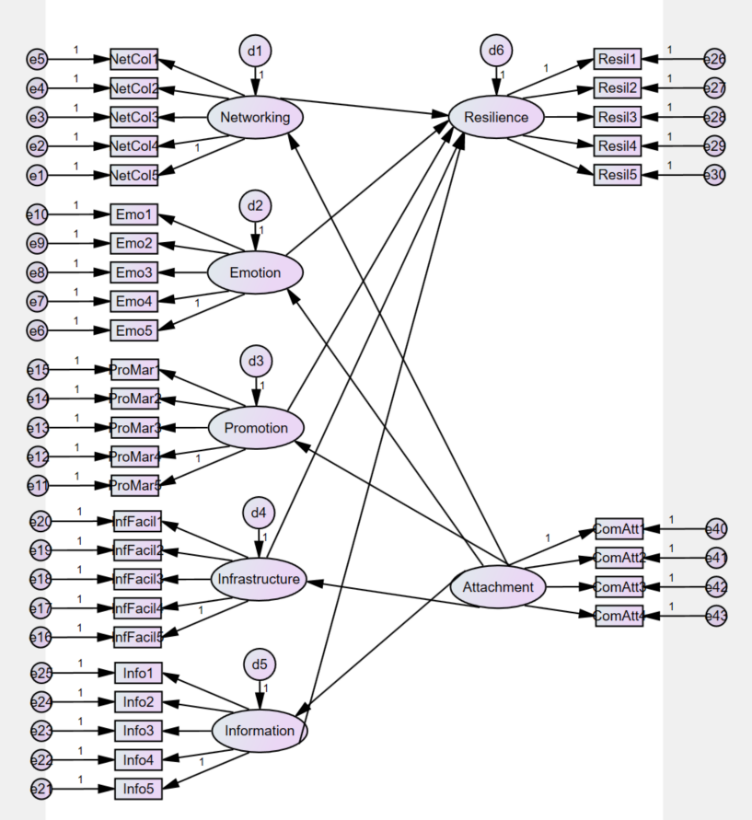 d1
d6
e5 1 NetCol1
e4 1 NetCol2
e3 1 NetCol3
e2 1 NetCol4
e1 1 NetCol5
1
1
Networking
1
1
Resilience
1
Resil1 1 e26
Resil2 1 e27
Resil3 1 e28
Resil4 1 e29
Resil5 1 e30
d2
e10 1 Emo1
e9 1 Emo2
e8 1 Emo3
e7 1 Emo4
e6 1 Emo5
1
1
Emotion
d3
e15 1 ProMar1
e14 1 ProMar2
e13 1 ProMar3
e12 1 ProMar4
e11 1 ProMar5
1
1
Promotion
d4
e20 1 InfFacil1
e19 1 InfFacil2
e18 1 InfFacil3
e17 1 InfFacil4
e16 1 InfFacil5
1
1
Infrastructure
Attachment
1
ComAtt1 1 e40
ComAtt2 1 e41
ComAtt3 1 e42
ComAtt4 1 e43
d5
e25 1 Info1
e24 1 Info2
e23 1 Info3
e22 1 Info4
e21 1 Info5
1
1
Information